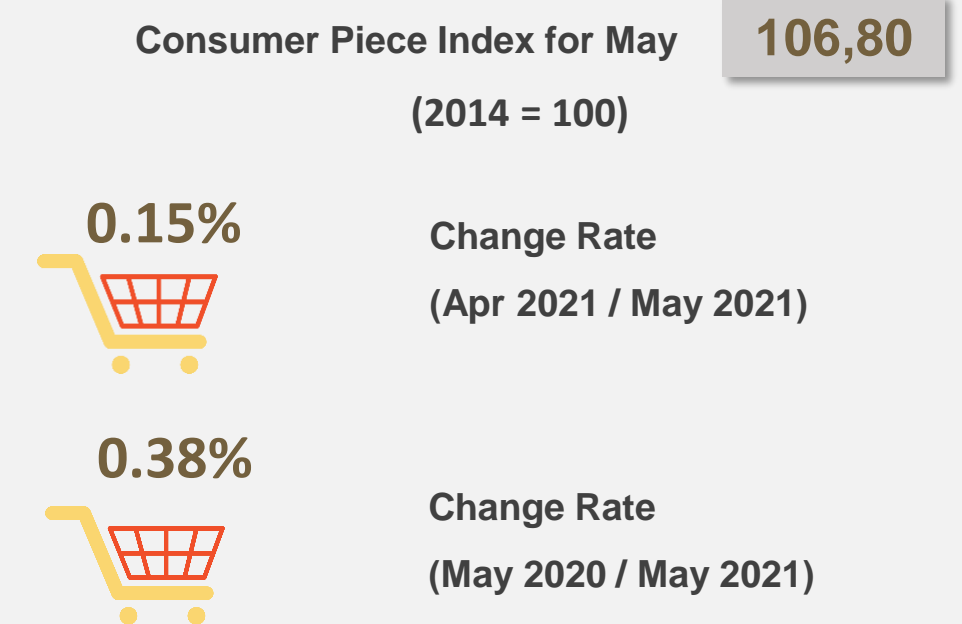 Consumer Piece Index for May 106,80
(2014 = 100)
0.15%
Change Rate
(Apr 2021 / May 2021)
0.38%
Change Rate
(May 2020 / May 2021)